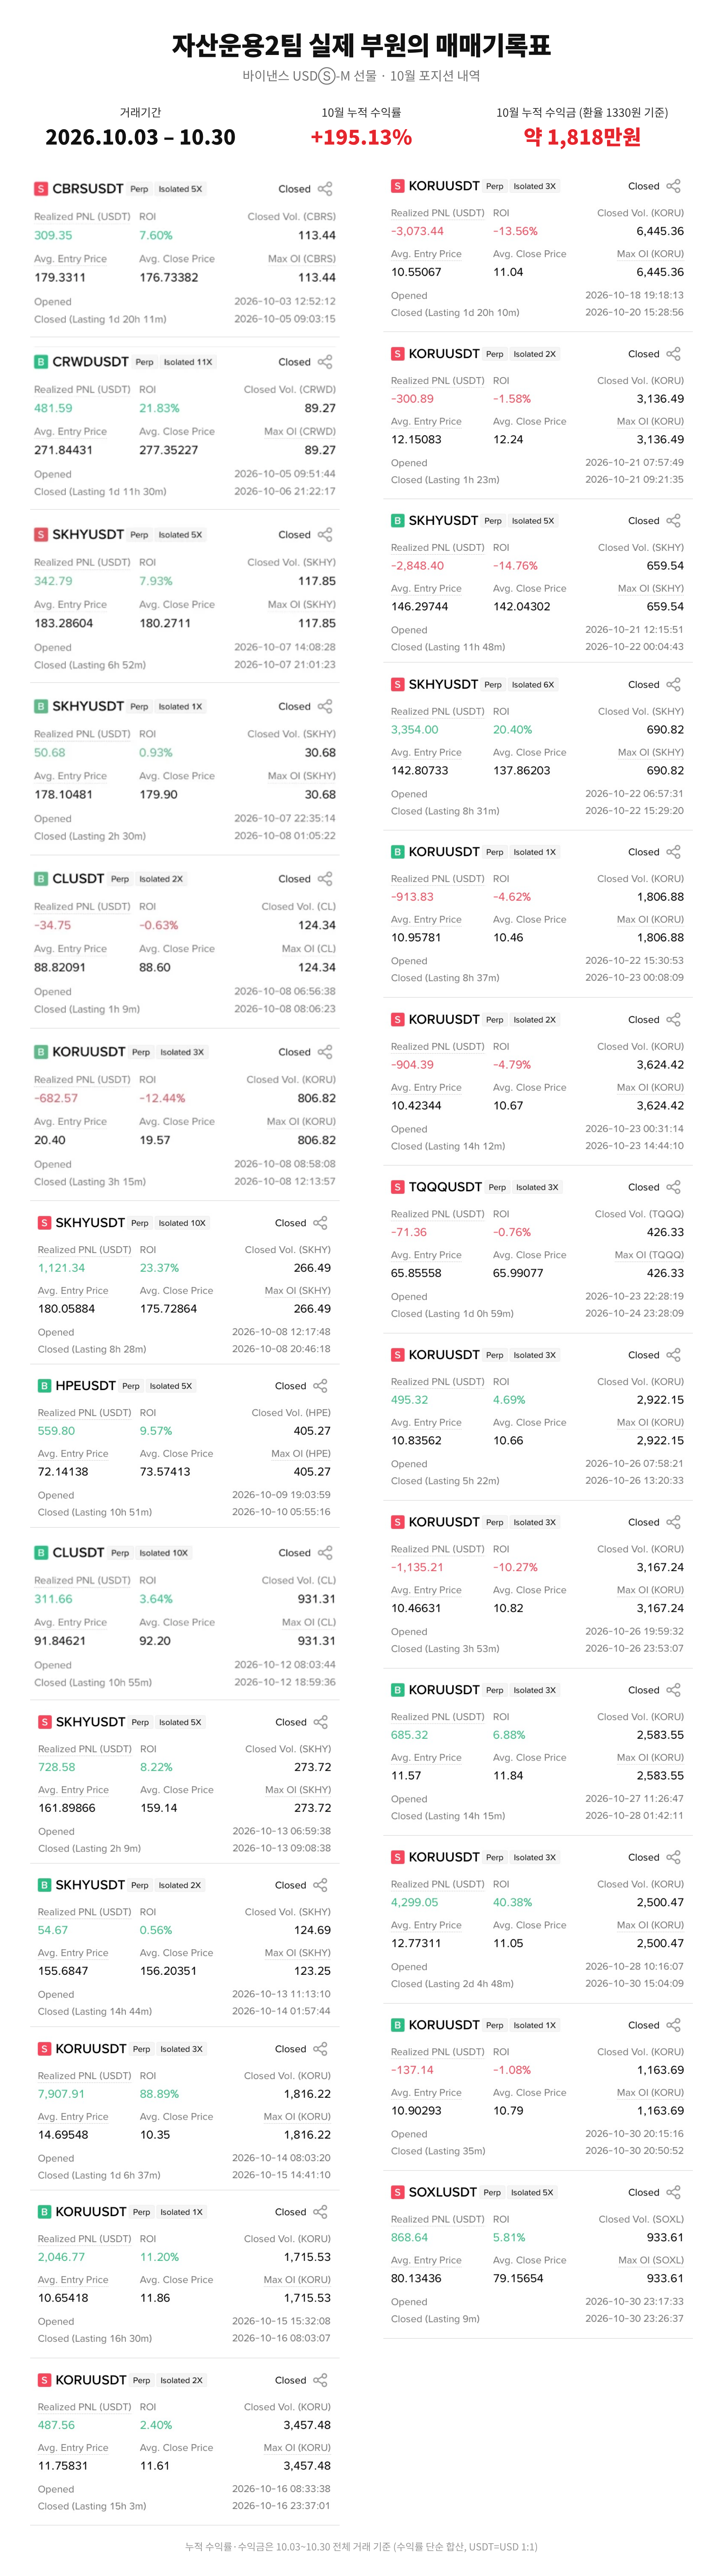 자산운용2팀 실제 부원의 매매기록표
바이낸스 USDⓈ-M 선물 · 10월 포지션 내역
거래기간
2026.10.03 – 10.30
10월 누적 수익률
+195.13%
10월 누적 수익금 (환율 1330원 기준)
약 1,818만원
S CBRSUSDT Perp Isolated 5X Closed
Realized PNL (USDT) ROI Closed Vol. (CBRS)
309.35 7.60% 113.44
Avg. Entry Price Avg. Close Price Max OI (CBRS)
179.3311 176.73382 113.44
Opened 2026-10-03 12:52:12
Closed (Lasting 1d 20h 11m) 2026-10-05 09:03:15
B CRWDUSDT Perp Isolated 11X Closed
Realized PNL (USDT) ROI Closed Vol. (CRWD)
481.59 21.83% 89.27
Avg. Entry Price Avg. Close Price Max OI (CRWD)
271.84431 277.35227 89.27
Opened 2026-10-05 09:51:44
Closed (Lasting 1d 11h 30m) 2026-10-06 21:22:17
S SKHYUSDT Perp Isolated 5X Closed
Realized PNL (USDT) ROI Closed Vol. (SKHY)
342.79 7.93% 117.85
Avg. Entry Price Avg. Close Price Max OI (SKHY)
183.28604 180.2711 117.85
Opened 2026-10-07 14:08:28
Closed (Lasting 6h 52m) 2026-10-07 21:01:23
B SKHYUSDT Perp Isolated 1X Closed
Realized PNL (USDT) ROI Closed Vol. (SKHY)
50.68 0.93% 30.68
Avg. Entry Price Avg. Close Price Max OI (SKHY)
178.10481 179.90 30.68
Opened 2026-10-07 22:35:14
Closed (Lasting 2h 30m) 2026-10-08 01:05:22
B CLUSDT Perp Isolated 2X Closed
Realized PNL (USDT) ROI Closed Vol. (CL)
-34.75 -0.63% 124.34
Avg. Entry Price Avg. Close Price Max OI (CL)
88.82091 88.60 124.34
Opened 2026-10-08 06:56:38
Closed (Lasting 1h 9m) 2026-10-08 08:06:23
B KORUUSDT Perp Isolated 3X Closed
Realized PNL (USDT) ROI Closed Vol. (KORU)
-682.57 -12.44% 806.82
Avg. Entry Price Avg. Close Price Max OI (KORU)
20.40 19.57 806.82
Opened 2026-10-08 08:58:08
Closed (Lasting 3h 15m) 2026-10-08 12:13:57
S SKHYUSDT Perp Isolated 10X Closed
Realized PNL (USDT) ROI Closed Vol. (SKHY)
1,121.34 23.37% 266.49
Avg. Entry Price Avg. Close Price Max OI (SKHY)
180.05884 175.72864 266.49
Opened 2026-10-08 12:17:48
Closed (Lasting 8h 28m) 2026-10-08 20:46:18
B HPEUSDT Perp Isolated 5X Closed
Realized PNL (USDT) ROI Closed Vol. (HPE)
559.80 9.57% 405.27
Avg. Entry Price Avg. Close Price Max OI (HPE)
72.14138 73.57413 405.27
Opened 2026-10-09 19:03:59
Closed (Lasting 10h 51m) 2026-10-10 05:55:16
B CLUSDT Perp Isolated 10X Closed
Realized PNL (USDT) ROI Closed Vol. (CL)
311.66 3.64% 931.31
Avg. Entry Price Avg. Close Price Max OI (CL)
91.84621 92.20 931.31
Opened 2026-10-12 08:03:44
Closed (Lasting 10h 55m) 2026-10-12 18:59:36
S SKHYUSDT Perp Isolated 5X Closed
Realized PNL (USDT) ROI Closed Vol. (SKHY)
728.58 8.22% 273.72
Avg. Entry Price Avg. Close Price Max OI (SKHY)
161.89866 159.14 273.72
Opened 2026-10-13 06:59:38
Closed (Lasting 2h 9m) 2026-10-13 09:08:38
B SKHYUSDT Perp Isolated 2X Closed
Realized PNL (USDT) ROI Closed Vol. (SKHY)
54.67 0.56% 124.69
Avg. Entry Price Avg. Close Price Max OI (SKHY)
155.6847 156.20351 123.25
Opened 2026-10-13 11:13:10
Closed (Lasting 14h 44m) 2026-10-14 01:57:44
S KORUUSDT Perp Isolated 3X Closed
Realized PNL (USDT) ROI Closed Vol. (KORU)
7,907.91 88.89% 1,816.22
Avg. Entry Price Avg. Close Price Max OI (KORU)
14.69548 10.35 1,816.22
Opened 2026-10-14 08:03:20
Closed (Lasting 1d 6h 37m) 2026-10-15 14:41:10
B KORUUSDT Perp Isolated 1X Closed
Realized PNL (USDT) ROI Closed Vol. (KORU)
2,046.77 11.20% 1,715.53
Avg. Entry Price Avg. Close Price Max OI (KORU)
10.65418 11.86 1,715.53
Opened 2026-10-15 15:32:08
Closed (Lasting 16h 30m) 2026-10-16 08:03:07
S KORUUSDT Perp Isolated 2X Closed
Realized PNL (USDT) ROI Closed Vol. (KORU)
487.56 2.40% 3,457.48
Avg. Entry Price Avg. Close Price Max OI (KORU)
11.75831 11.61 3,457.48
Opened 2026-10-16 08:33:38
Closed (Lasting 15h 3m) 2026-10-16 23:37:01
S KORUUSDT Perp Isolated 3X Closed
Realized PNL (USDT) ROI Closed Vol. (KORU)
-3,073.44 -13.56% 6,445.36
Avg. Entry Price Avg. Close Price Max OI (KORU)
10.55067 11.04 6,445.36
Opened 2026-10-18 19:18:13
Closed (Lasting 1d 20h 10m) 2026-10-20 15:28:56
S KORUUSDT Perp Isolated 2X Closed
Realized PNL (USDT) ROI Closed Vol. (KORU)
-300.89 -1.58% 3,136.49
Avg. Entry Price Avg. Close Price Max OI (KORU)
12.15083 12.24 3,136.49
Opened 2026-10-21 07:57:49
Closed (Lasting 1h 23m) 2026-10-21 09:21:35
B SKHYUSDT Perp Isolated 5X Closed
Realized PNL (USDT) ROI Closed Vol. (SKHY)
-2,848.40 -14.76% 659.54
Avg. Entry Price Avg. Close Price Max OI (SKHY)
146.29744 142.04302 659.54
Opened 2026-10-21 12:15:51
Closed (Lasting 11h 48m) 2026-10-22 00:04:43
S SKHYUSDT Perp Isolated 6X Closed
Realized PNL (USDT) ROI Closed Vol. (SKHY)
3,354.00 20.40% 690.82
Avg. Entry Price Avg. Close Price Max OI (SKHY)
142.80733 137.86203 690.82
Opened 2026-10-22 06:57:31
Closed (Lasting 8h 31m) 2026-10-22 15:29:20
B KORUUSDT Perp Isolated 1X Closed
Realized PNL (USDT) ROI Closed Vol. (KORU)
-913.83 -4.62% 1,806.88
Avg. Entry Price Avg. Close Price Max OI (KORU)
10.95781 10.46 1,806.88
Opened 2026-10-22 15:30:53
Closed (Lasting 8h 37m) 2026-10-23 00:08:09
S KORUUSDT Perp Isolated 2X Closed
Realized PNL (USDT) ROI Closed Vol. (KORU)
-904.39 -4.79% 3,624.42
Avg. Entry Price Avg. Close Price Max OI (KORU)
10.42344 10.67 3,624.42
Opened 2026-10-23 00:31:14
Closed (Lasting 14h 12m) 2026-10-23 14:44:10
S TQQQUSDT Perp Isolated 3X Closed
Realized PNL (USDT) ROI Closed Vol. (TQQQ)
-71.36 -0.76% 426.33
Avg. Entry Price Avg. Close Price Max OI (TQQQ)
65.85558 65.99077 426.33
Opened 2026-10-23 22:28:19
Closed (Lasting 1d 0h 59m) 2026-10-24 23:28:09
S KORUUSDT Perp Isolated 3X Closed
Realized PNL (USDT) ROI Closed Vol. (KORU)
495.32 4.69% 2,922.15
Avg. Entry Price Avg. Close Price Max OI (KORU)
10.83562 10.66 2,922.15
Opened 2026-10-26 07:58:21
Closed (Lasting 5h 22m) 2026-10-26 13:20:33
S KORUUSDT Perp Isolated 3X Closed
Realized PNL (USDT) ROI Closed Vol. (KORU)
-1,135.21 -10.27% 3,167.24
Avg. Entry Price Avg. Close Price Max OI (KORU)
10.46631 10.82 3,167.24
Opened 2026-10-26 19:59:32
Closed (Lasting 3h 53m) 2026-10-26 23:53:07
B KORUUSDT Perp Isolated 3X Closed
Realized PNL (USDT) ROI Closed Vol. (KORU)
685.32 6.88% 2,583.55
Avg. Entry Price Avg. Close Price Max OI (KORU)
11.57 11.84 2,583.55
Opened 2026-10-27 11:26:47
Closed (Lasting 14h 15m) 2026-10-28 01:42:11
S KORUUSDT Perp Isolated 3X Closed
Realized PNL (USDT) ROI Closed Vol. (KORU)
4,299.05 40.38% 2,500.47
Avg. Entry Price Avg. Close Price Max OI (KORU)
12.77311 11.05 2,500.47
Opened 2026-10-28 10:16:07
Closed (Lasting 2d 4h 48m) 2026-10-30 15:04:09
B KORUUSDT Perp Isolated 1X Closed
Realized PNL (USDT) ROI Closed Vol. (KORU)
-137.14 -1.08% 1,163.69
Avg. Entry Price Avg. Close Price Max OI (KORU)
10.90293 10.79 1,163.69
Opened 2026-10-30 20:15:16
Closed (Lasting 35m) 2026-10-30 20:50:52
S SOXLUSDT Perp Isolated 5X Closed
Realized PNL (USDT) ROI Closed Vol. (SOXL)
868.64 5.81% 933.61
Avg. Entry Price Avg. Close Price Max OI (SOXL)
80.13436 79.15654 933.61
Opened 2026-10-30 23:17:33
Closed (Lasting 9m) 2026-10-30 23:26:37
누적 수익률·수익금은 10.03~10.30 전체 거래 기준 (수익률 단순 합산, USDT=USD 1:1)